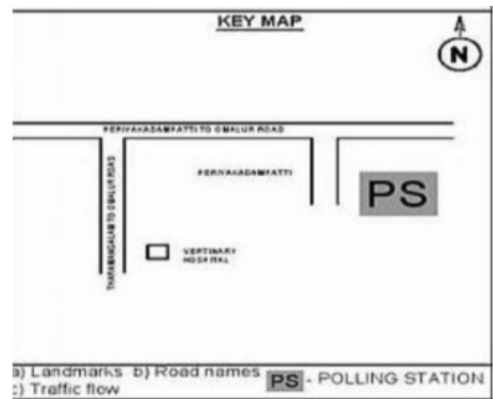 KEY MAP
N
PERIYAKADAMPATTI TO OMALUR ROAD
THARAMANGALAM TO OMALUR ROAD
PERIYAKADAMPATTI
PS
VERTINARY
HOSPITAL
a) Landmarks b) Road names
c) Traffic flow
PS - POLLING STATION